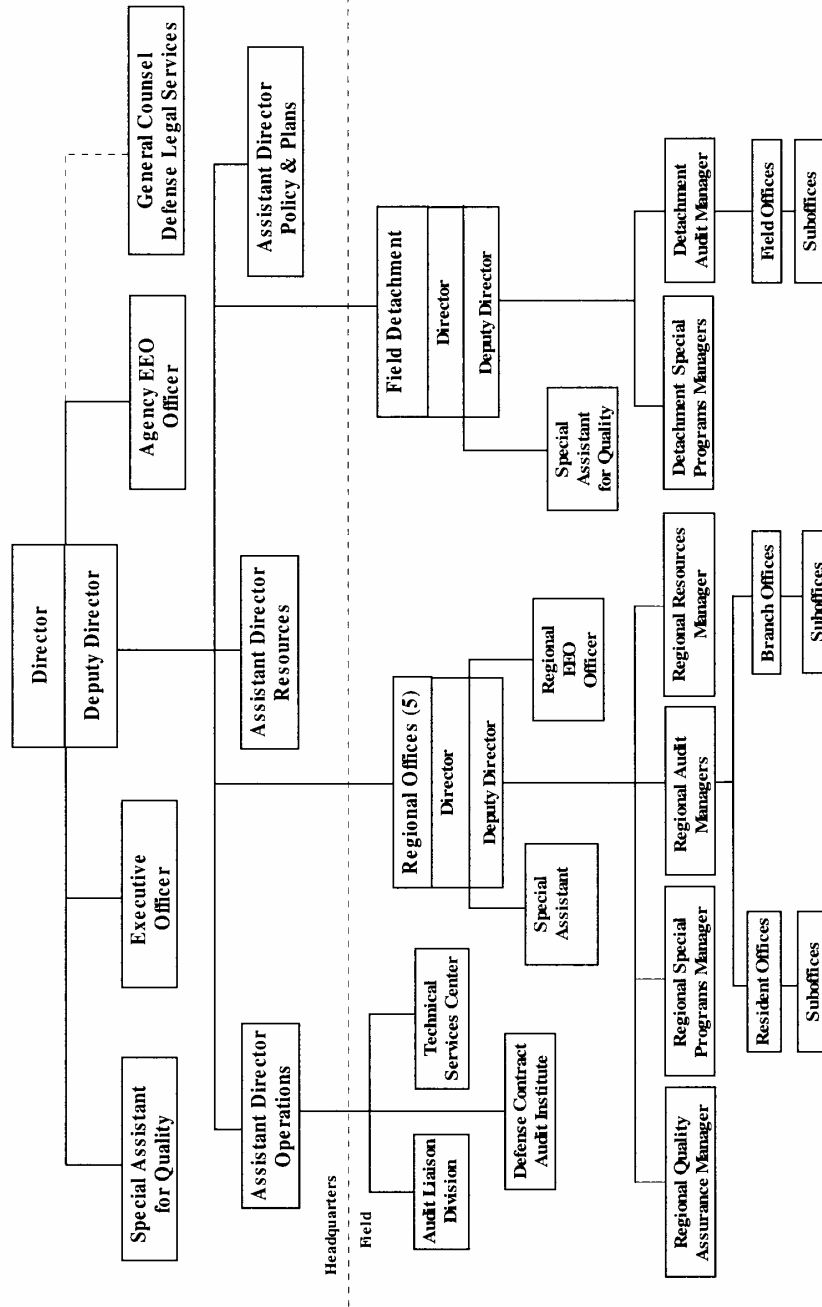 Director
Deputy Director
Special Assistant
for Quality
Executive
Officer
Agency EEO
Officer
General Counsel
Defense Legal Services
Assistant Director
Operations
Assistant Director
Resources
Assistant Director
Policy & Plans
Headquarters
Field
Audit Liaison
Division
Technical
Services Center
Defense Contract
Audit Institute
Regional Offices (5)
Director
Deputy Director
Special
Assistant
Regional
EEO
Officer
Field Detachment
Director
Deputy Director
Special
Assistant
for Quality
Regional Quality
Assurance Manager
Regional Special
Programs Manager
Regional Audit
Managers
Regional Resources
Manager
Detachment Special
Programs Managers
Detachment
Audit Manager
Resident Offices
Suboffices
Branch Offices
Suboffices
Field Offices
Suboffices